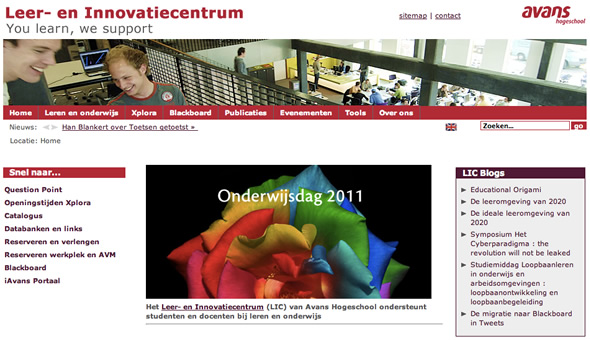 Leer- en Innovatiecentrum
You learn, we support
sitemap | contact
avans
hogeschool
Home Leren en onderwijs Xplora Blackboard Publicaties Evenementen Tools Over ons
Nieuws: Han Blankert over Toetsen getoetst »
Zoeken... go
Locatie: Home
Snel naar...
Question Point
Openingstijden Xplora
Catalogus
Databanken en links
Reserveren en verlengen
Reserveren werkplek en AVM
Blackboard
iAvans Portaal
Onderwijsdag 2011
Het Leer- en Innovatiecentrum (LIC) van Avans Hogeschool ondersteunt
studenten en docenten bij leren en onderwijs
LIC Blogs
Educational Origami
De leeromgeving van 2020
De ideale leeromgeving van
2020
Symposium Het
Cyberparadigma : the
revolution will not be leaked
Studiemiddag Loopbaanleren
in onderwijs en
arbeidsomgevingen :
loopbaanontwikkeling en
loopbaanbegeleiding
De migratie naar Blackboard
in Tweets